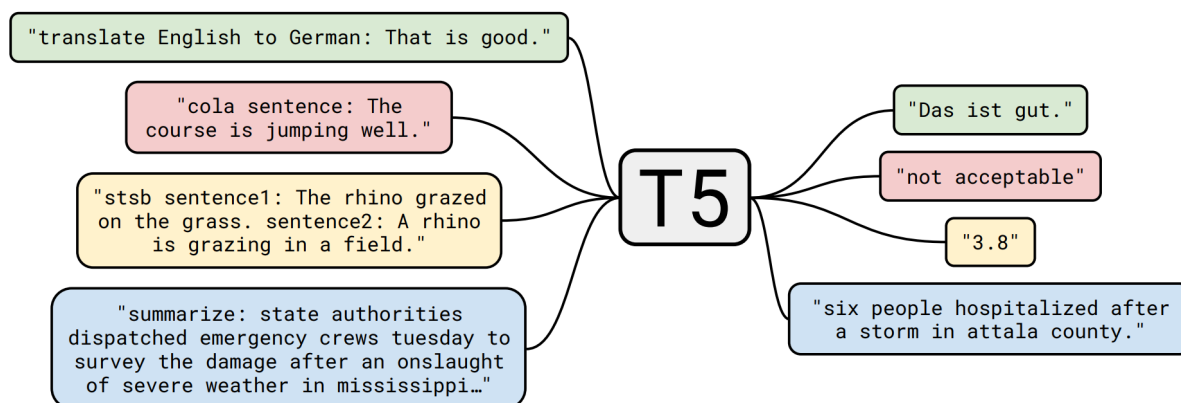 "translate English to German: That is good."
"cola sentence: The
course is jumping well."
"stsb sentence1: The rhino grazed
on the grass. sentence2: A rhino
is grazing in a field."
"summarize: state authorities
dispatched emergency crews tuesday to
survey the damage after an onslaught
of severe weather in mississippi…"
T5
"Das ist gut."
"not acceptable"
"3.8"
"six people hospitalized after
a storm in attala county."